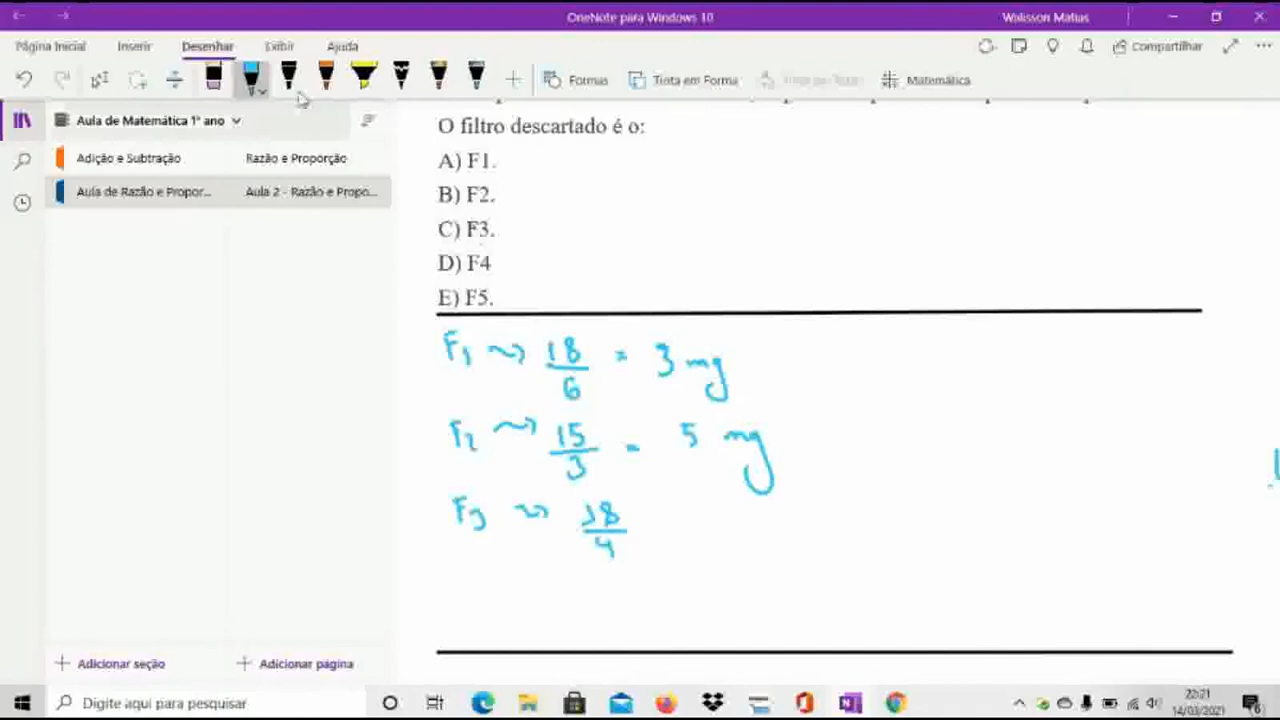 OneNote para Windows 10
Walisson Matias
Página Inicial Inserir Desenhar Exibir Ajuda
Compartilhar
Formas Tinta em Forma Matemática
Aula de Matemática 1º ano
Adição e Subtração Razão e Proporção
Aula de Razão e Propor... Aula 2 - Razão e Propo...
O filtro descartado é o:
A) F1.
B) F2.
C) F3.
D) F4
E) F5.
F1 ⇝ 18/6 = 3 mg
F2 ⇝ 15/3 = 5 mg
F3 ⇝ 18/4
Adicionar seção Adicionar página
Digite aqui para pesquisar
22:21
14/03/2021
6